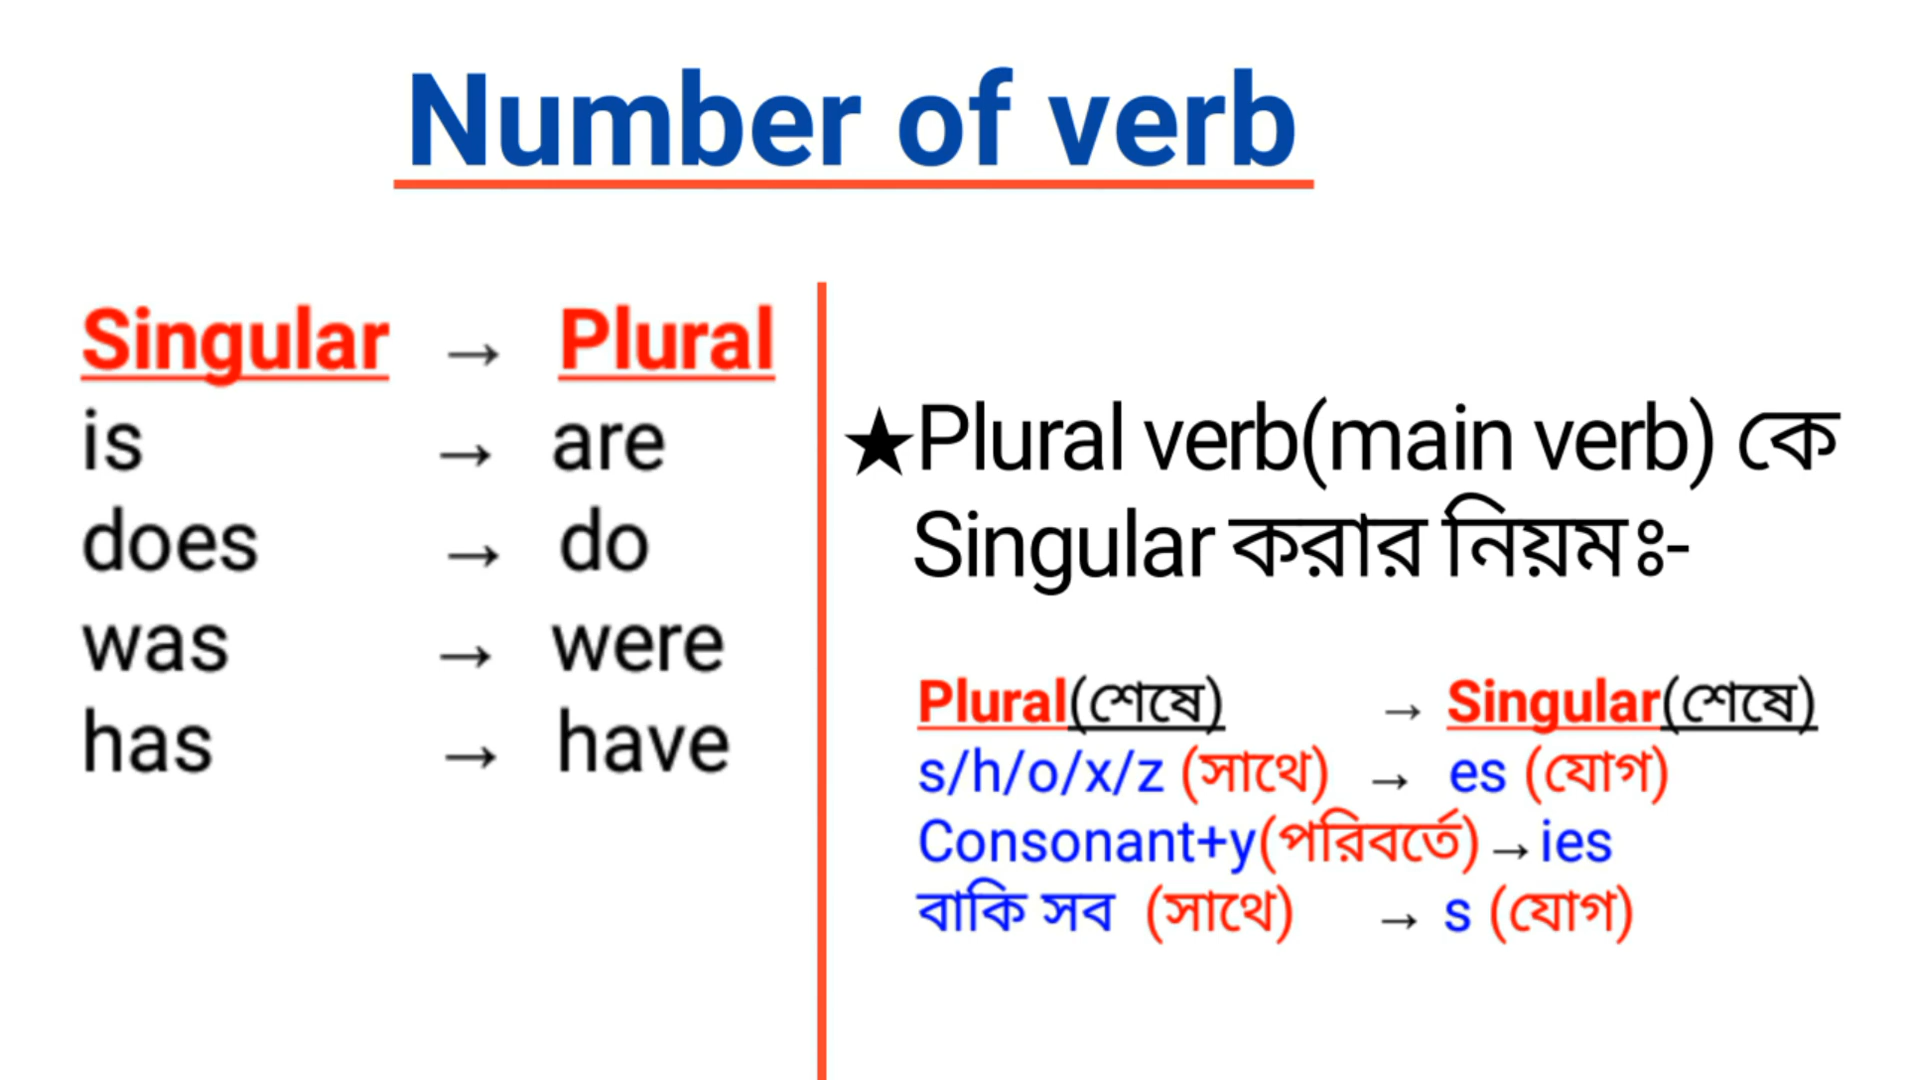 Number of verb
Singular → Plural
is → are
does → do
was → were
has → have
★Plural verb(main verb) কে
Singular করার নিয়মঃ-
Plural(শেষে) → Singular(শেষে)
s/h/o/x/z (সাথে) → es (যোগ)
Consonant+y(পরিবর্তে)→ies
বাকি সব (সাথে) → s (যোগ)